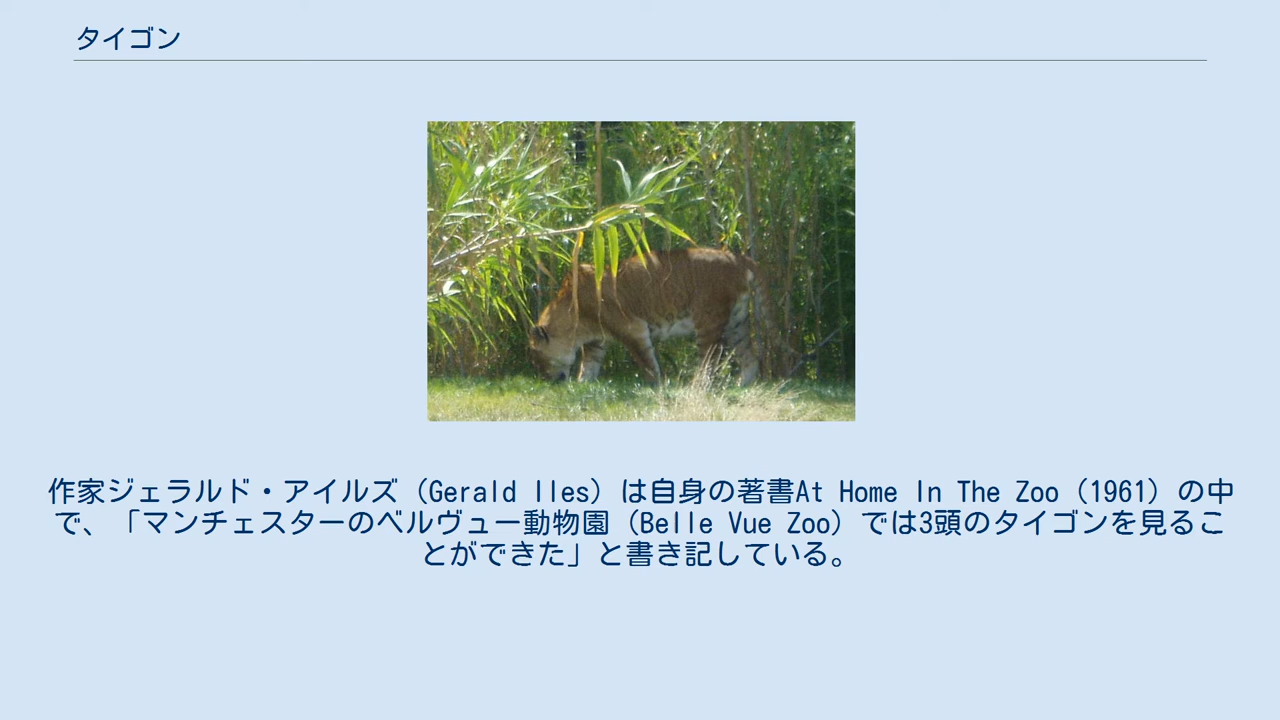 タイゴン
作家ジェラルド・アイルズ（Gerald Iles）は自身の著書At Home In The Zoo（1961）の中
で、「マンチェスターのベルヴュー動物園（Belle Vue Zoo）では3頭のタイゴンを見るこ
とができた」と書き記している。